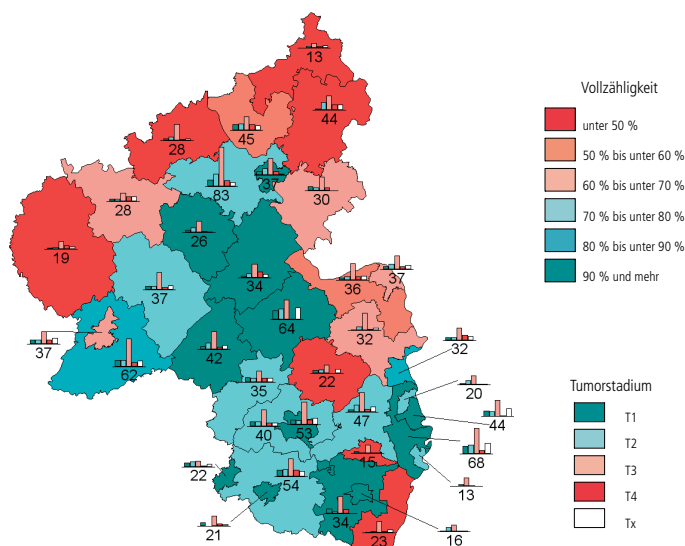 13
44
28
45
Vollzähligkeit
unter 50 %
50 % bis unter 60 %
60 % bis unter 70 %
70 % bis unter 80 %
80 % bis unter 90 %
90 % und mehr
83
37
28
30
26
19
34
36
37
37
64
32
37
62
42
32
22
35
20
47
44
40
53
68
15
22
54
13
21
34
16
23
Tumorstadium
T1
T2
T3
T4
Tx